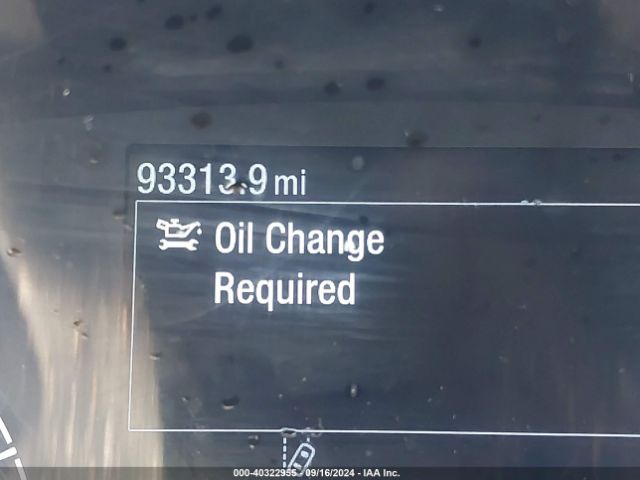 93313.9 mi
Oil Change
Required
000-40322955 - 09/16/2024 - IAA Inc.